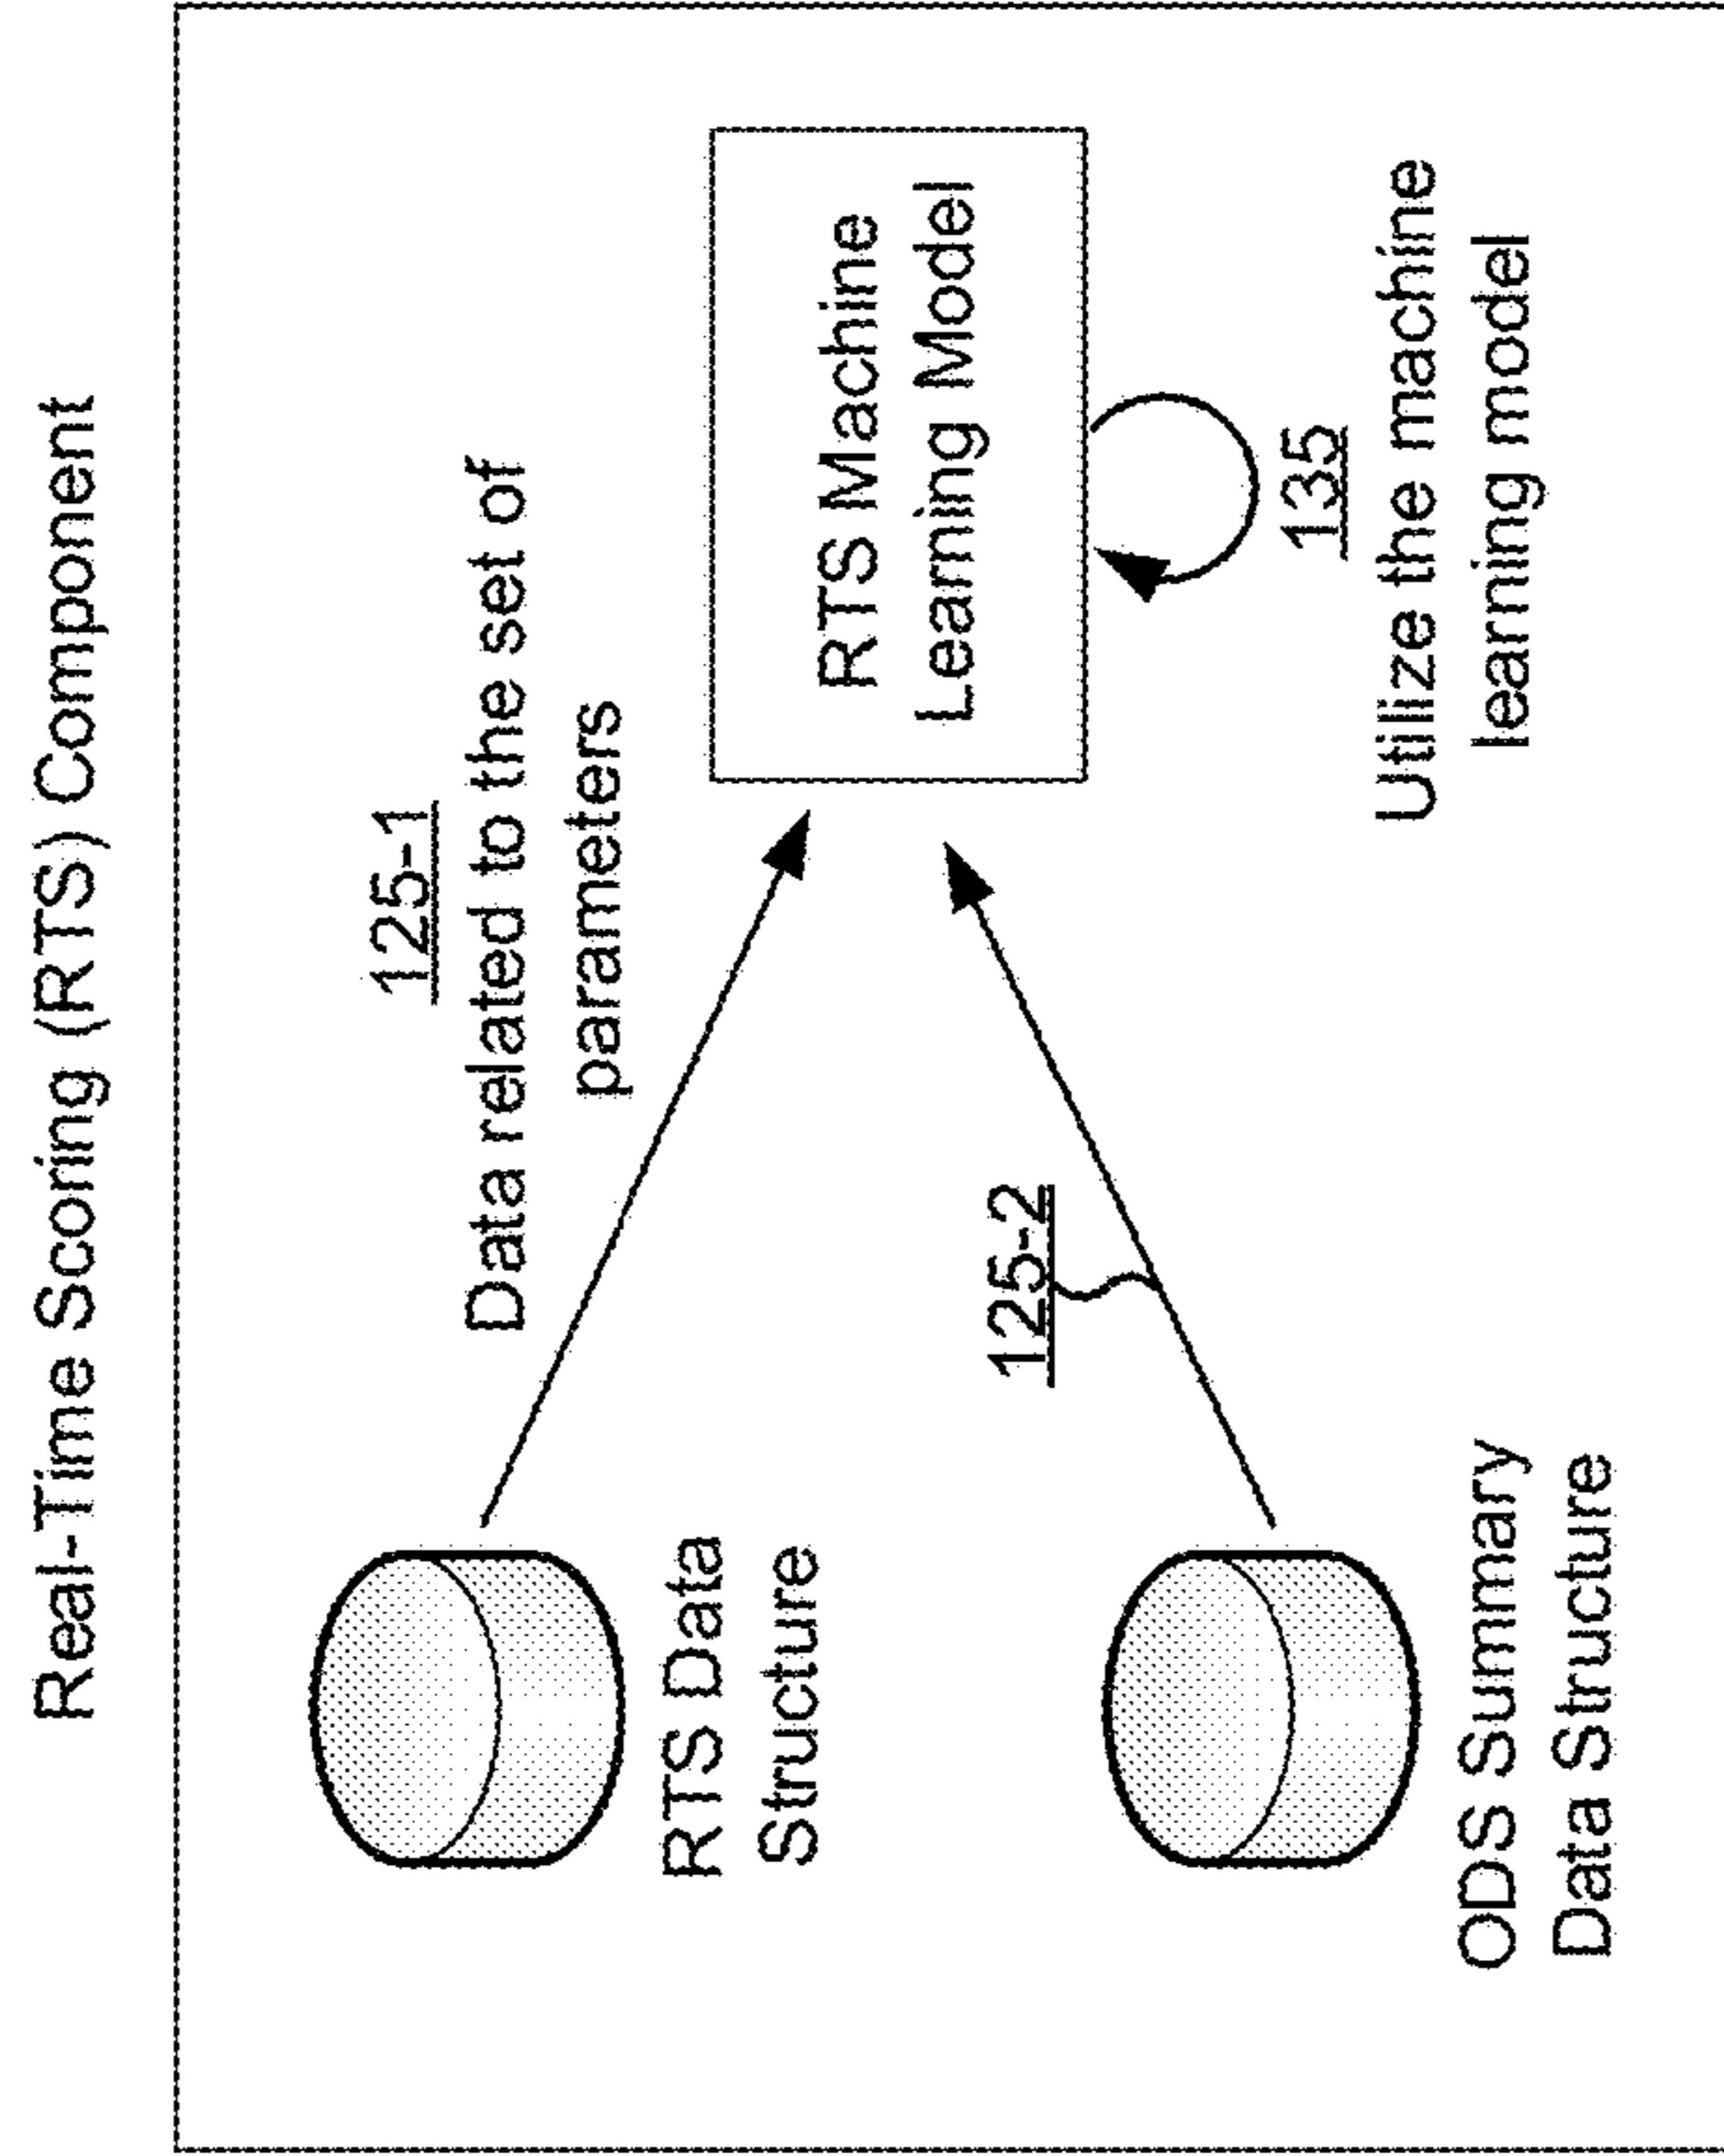 Real-Time Scoring (RTS) Component
125-1
Data related to the set of
parameters
RTS Data
Structure
RTS Machine
Learning Model
125-2
135
Utilize the machine
learning model
ODS Summary
Data Structure